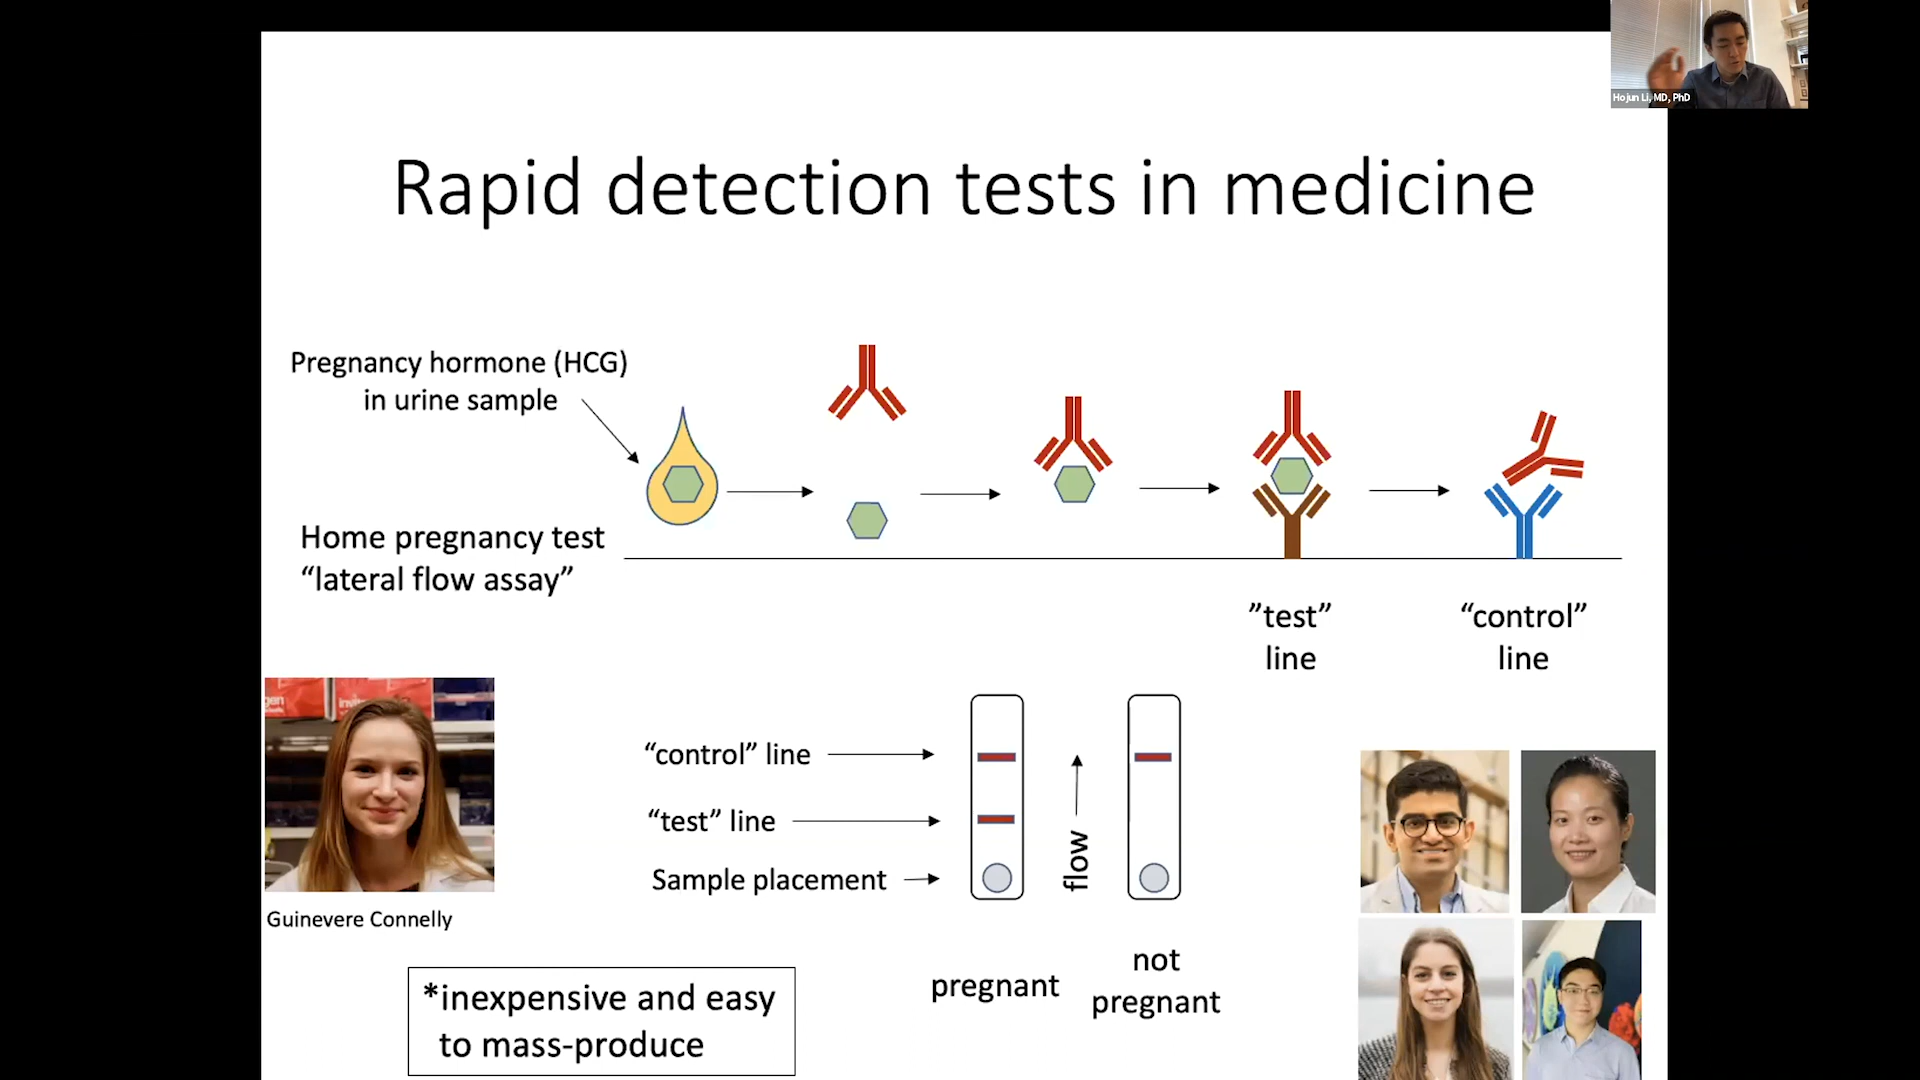 Hojun Li, MD, PhD
Rapid detection tests in medicine
Pregnancy hormone (HCG)
in urine sample
Home pregnancy test
“lateral flow assay”
”test”
line
“control”
line
“control” line
“test” line
Sample placement
flow
Guinevere Connelly
pregnant
not
pregnant
*inexpensive and easy
to mass-produce